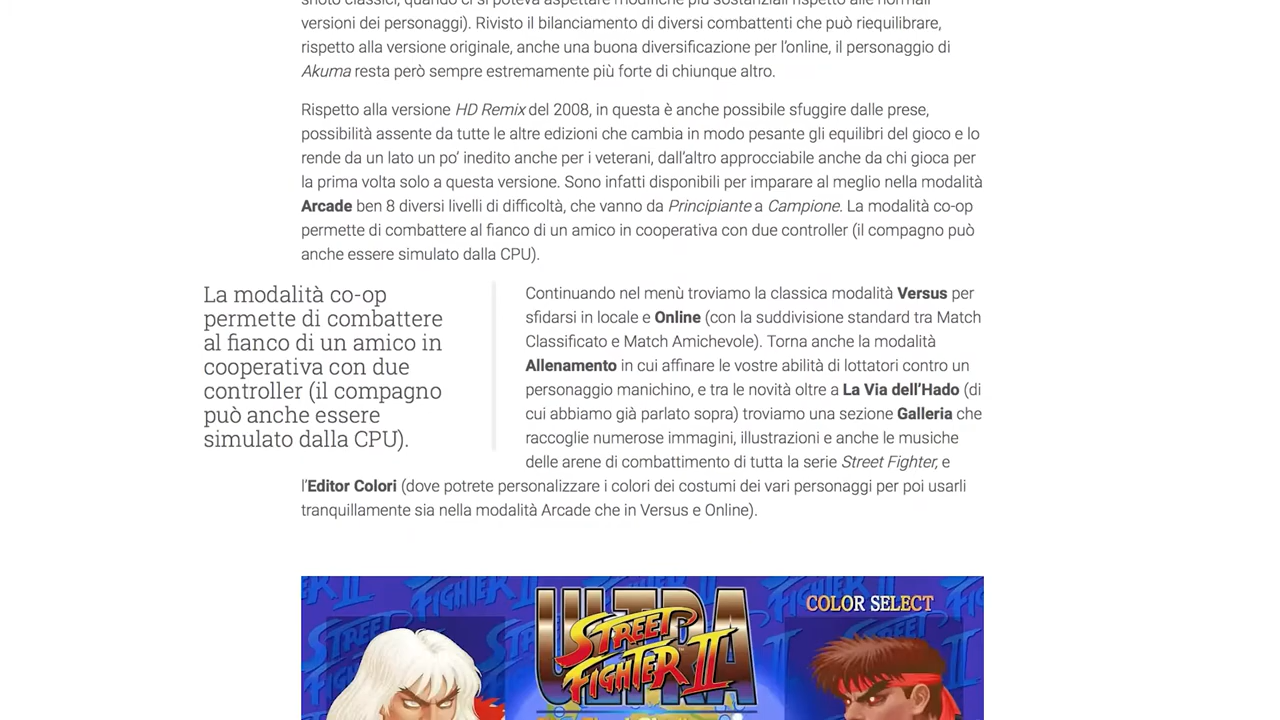 shoto classici, quando ci si poteva aspettare modifiche più sostanziali rispetto alle normali
versioni dei personaggi). Rivisto il bilanciamento di diversi combattenti che può riequilibrare,
rispetto alla versione originale, anche una buona diversificazione per l’online, il personaggio di
Akuma resta però sempre estremamente più forte di chiunque altro.
Rispetto alla versione HD Remix del 2008, in questa è anche possibile sfuggire dalle prese,
possibilità assente da tutte le altre edizioni che cambia in modo pesante gli equilibri del gioco e lo
rende da un lato un po’ inedito anche per i veterani, dall’altro approcciabile anche da chi gioca per
la prima volta solo a questa versione. Sono infatti disponibili per imparare al meglio nella modalità
Arcade ben 8 diversi livelli di difficoltà, che vanno da Principiante a Campione. La modalità co-op
permette di combattere al fianco di un amico in cooperativa con due controller (il compagno può
anche essere simulato dalla CPU).
La modalità co-op
permette di combattere
al fianco di un amico in
cooperativa con due
controller (il compagno
può anche essere
simulato dalla CPU).
Continuando nel menù troviamo la classica modalità Versus per
sfidarsi in locale e Online (con la suddivisione standard tra Match
Classificato e Match Amichevole). Torna anche la modalità
Allenamento in cui affinare le vostre abilità di lottatori contro un
personaggio manichino, e tra le novità oltre a La Via dell’Hado (di
cui abbiamo già parlato sopra) troviamo una sezione Galleria che
raccoglie numerose immagini, illustrazioni e anche le musiche
delle arene di combattimento di tutta la serie Street Fighter, e
l’Editor Colori (dove potrete personalizzare i colori dei costumi dei vari personaggi per poi usarli
tranquillamente sia nella modalità Arcade che in Versus e Online).
ULTRA
STREET
FIGHTER II
COLOR SELECT